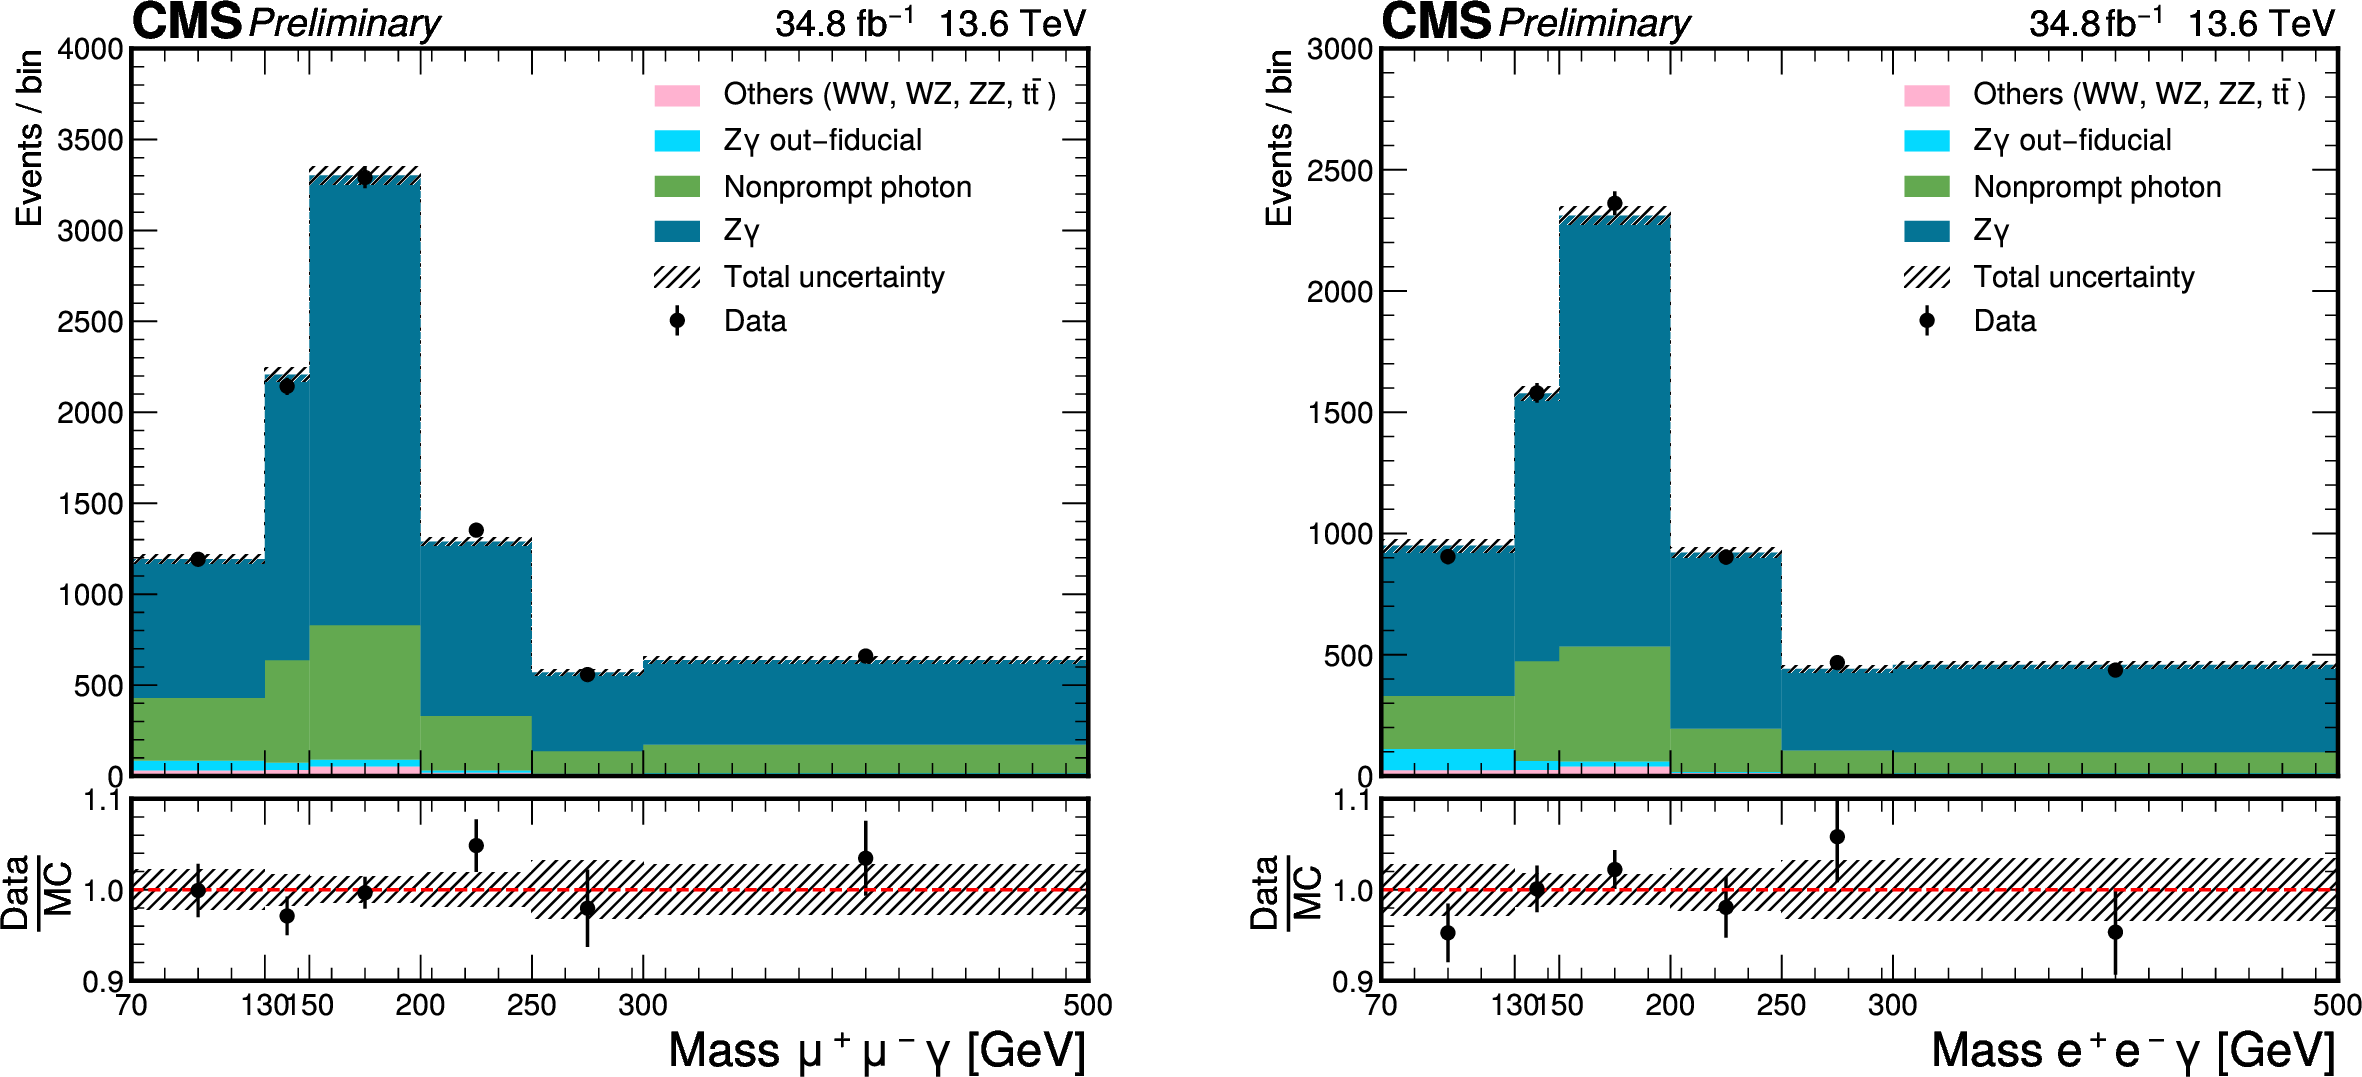 CMS Preliminary 34.8 fb⁻¹ 13.6 TeV
Events / bin
4000
3500
3000
2500
2000
1500
1000
500
0
Others (WW, WZ, ZZ, tt̄ )
Zγ out–fiducial
Nonprompt photon
Zγ
Total uncertainty
Data
Data
MC
1.1
1.0
0.9
70 130 150 200 250 300 500
Mass μ⁺ μ⁻ γ [GeV]
CMS Preliminary 34.8 fb⁻¹ 13.6 TeV
Events / bin
3000
2500
2000
1500
1000
500
0
Others (WW, WZ, ZZ, tt̄ )
Zγ out–fiducial
Nonprompt photon
Zγ
Total uncertainty
Data
Data
MC
1.1
1.0
0.9
70 130 150 200 250 300 500
Mass e⁺ e⁻ γ [GeV]